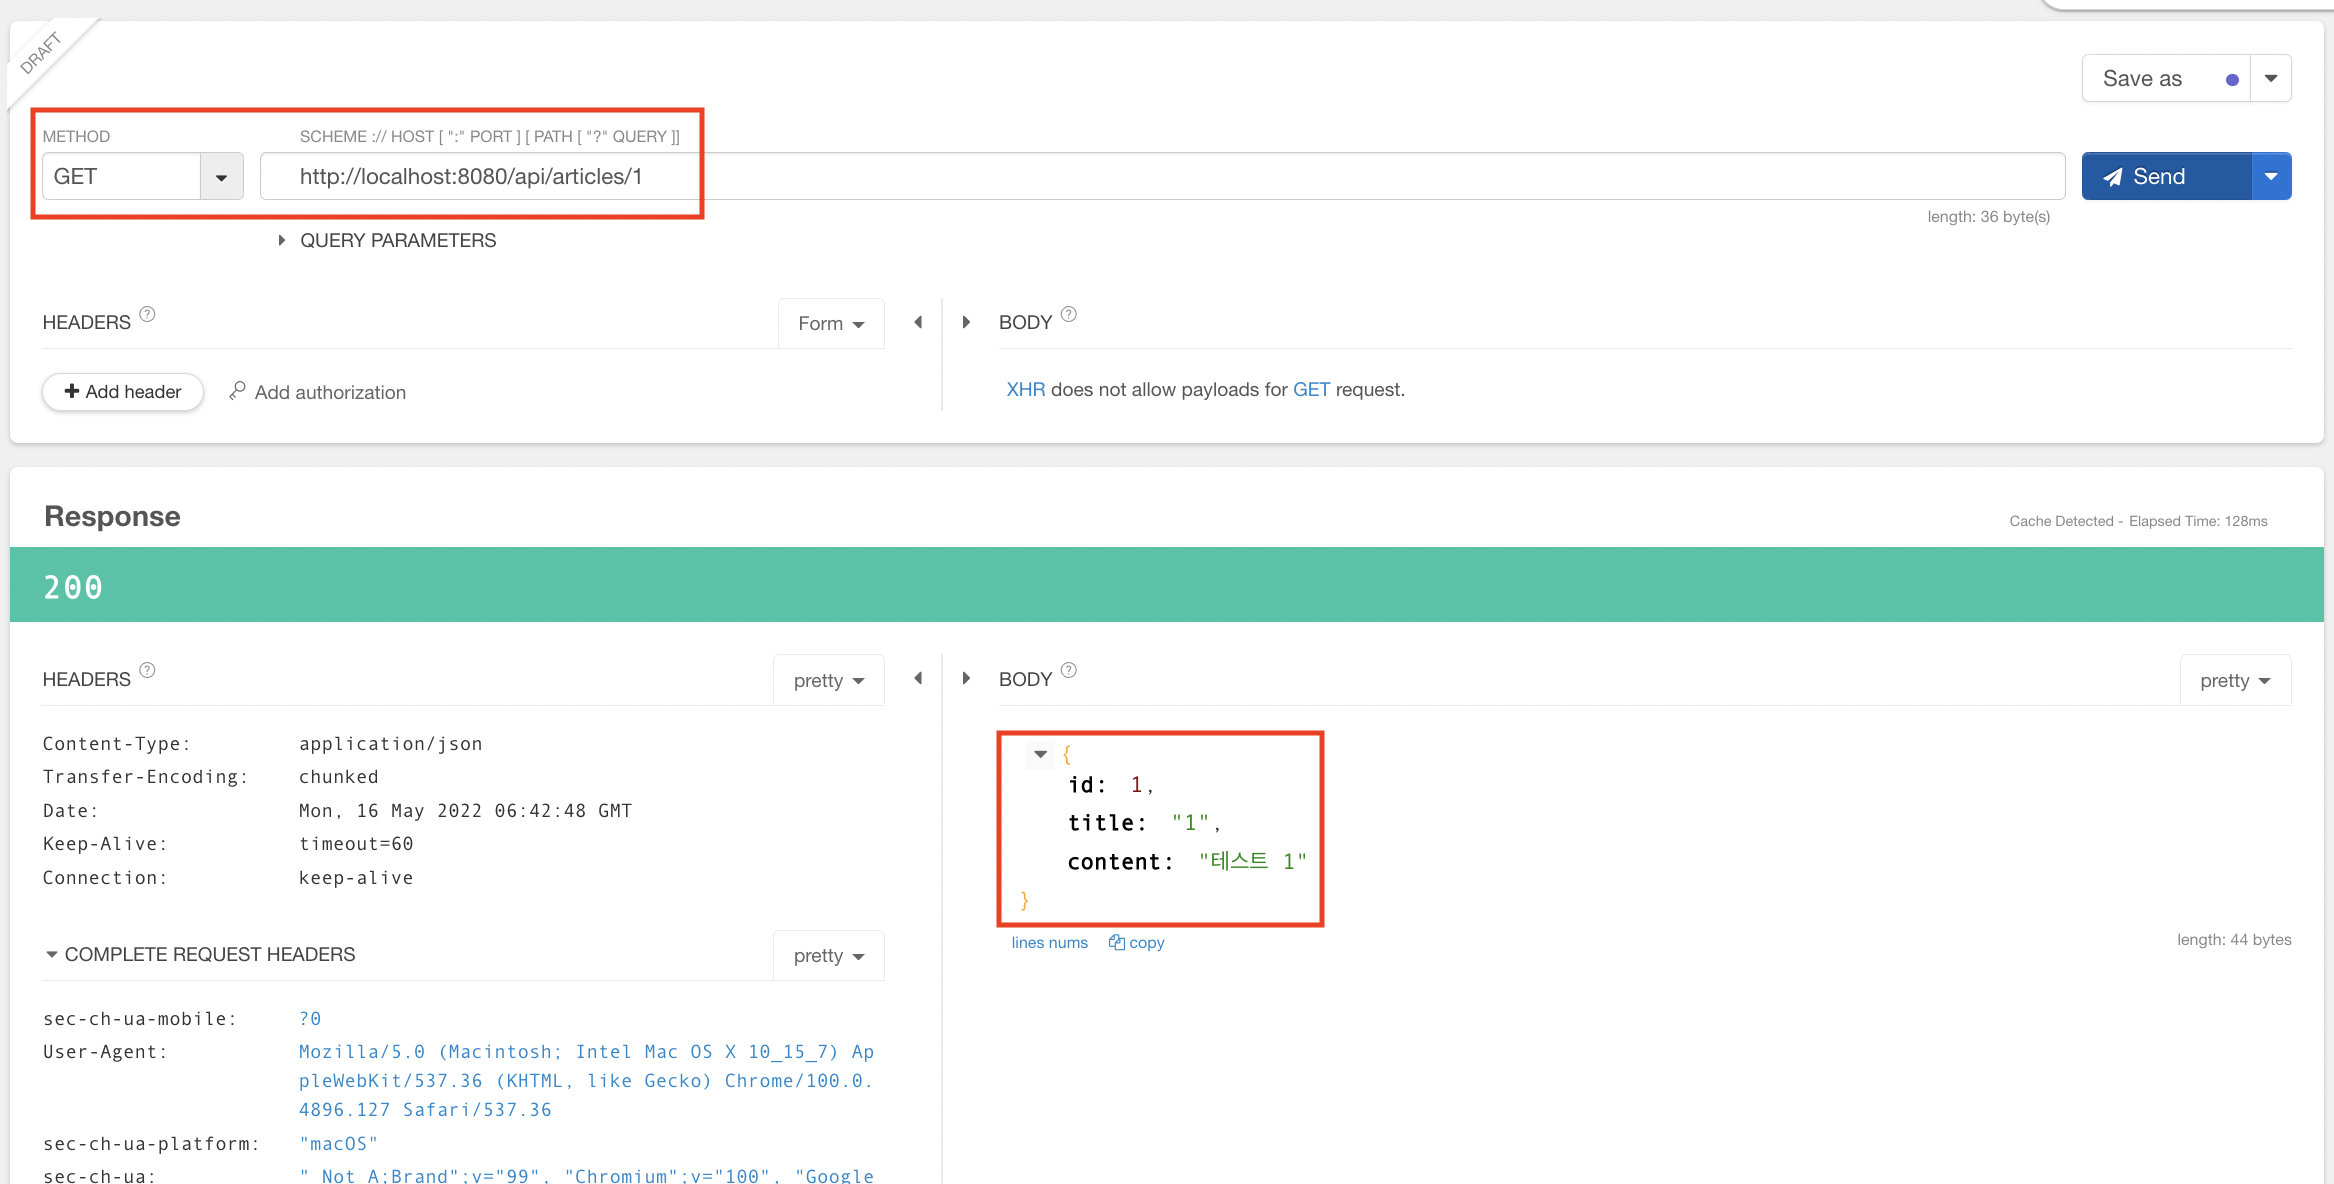 DRAFT
Save as
METHOD
SCHEME :// HOST [ ":" PORT ] [ PATH [ "?" QUERY ]]
GET
http://localhost:8080/api/articles/1
Send
length: 36 byte(s)
QUERY PARAMETERS
HEADERS ?
Form
BODY ?
+ Add header
Add authorization
XHR does not allow payloads for GET request.
Response
Cache Detected - Elapsed Time: 128ms
200
HEADERS ?
pretty
BODY ?
pretty
Content-Type: application/json
Transfer-Encoding: chunked
Date: Mon, 16 May 2022 06:42:48 GMT
Keep-Alive: timeout=60
Connection: keep-alive
{
id: 1,
title: "1",
content: "테스트 1"
}
lines nums
copy
length: 44 bytes
COMPLETE REQUEST HEADERS
pretty
sec-ch-ua-mobile: ?0
User-Agent: Mozilla/5.0 (Macintosh; Intel Mac OS X 10_15_7) Ap
pleWebKit/537.36 (KHTML, like Gecko) Chrome/100.0.
4896.127 Safari/537.36
sec-ch-ua-platform: "macOS"
sec-ch-ua: " Not A;Brand";v="99", "Chromium";v="100", "Google